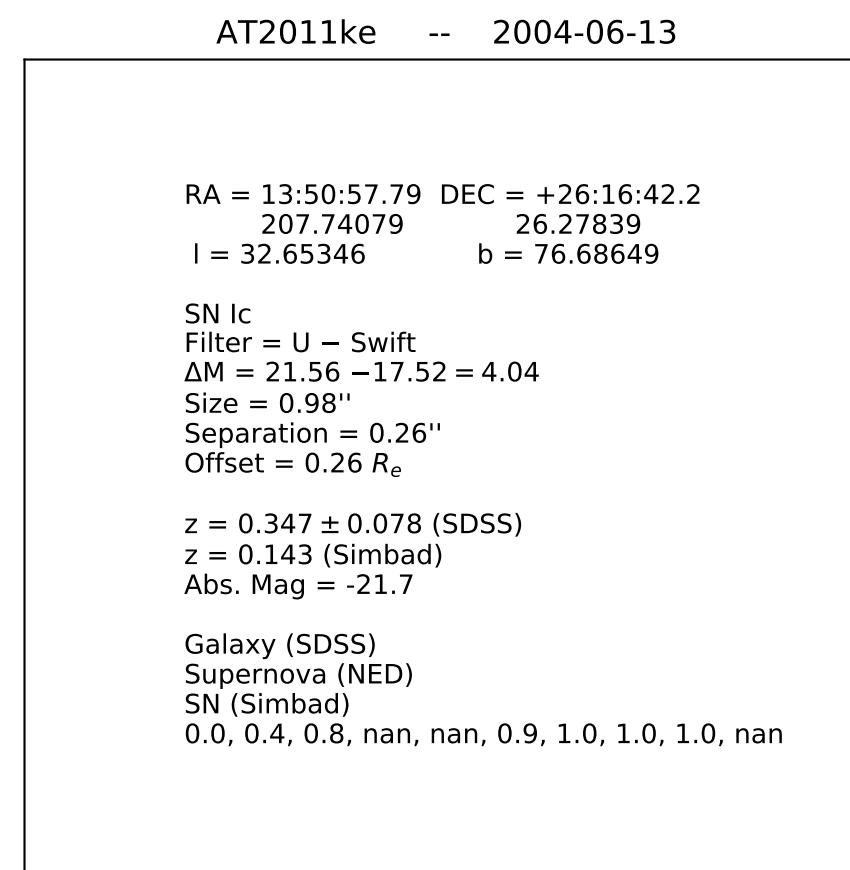 AT2011ke -- 2004-06-13
RA = 13:50:57.79 DEC = +26:16:42.2
207.74079 26.27839
l = 32.65346 b = 76.68649
SN Ic
Filter = U − Swift
ΔM = 21.56 −17.52 = 4.04
Size = 0.98''
Separation = 0.26''
Offset = 0.26 Re
z = 0.347 ± 0.078 (SDSS)
z = 0.143 (Simbad)
Abs. Mag = -21.7
Galaxy (SDSS)
Supernova (NED)
SN (Simbad)
0.0, 0.4, 0.8, nan, nan, 0.9, 1.0, 1.0, 1.0, nan